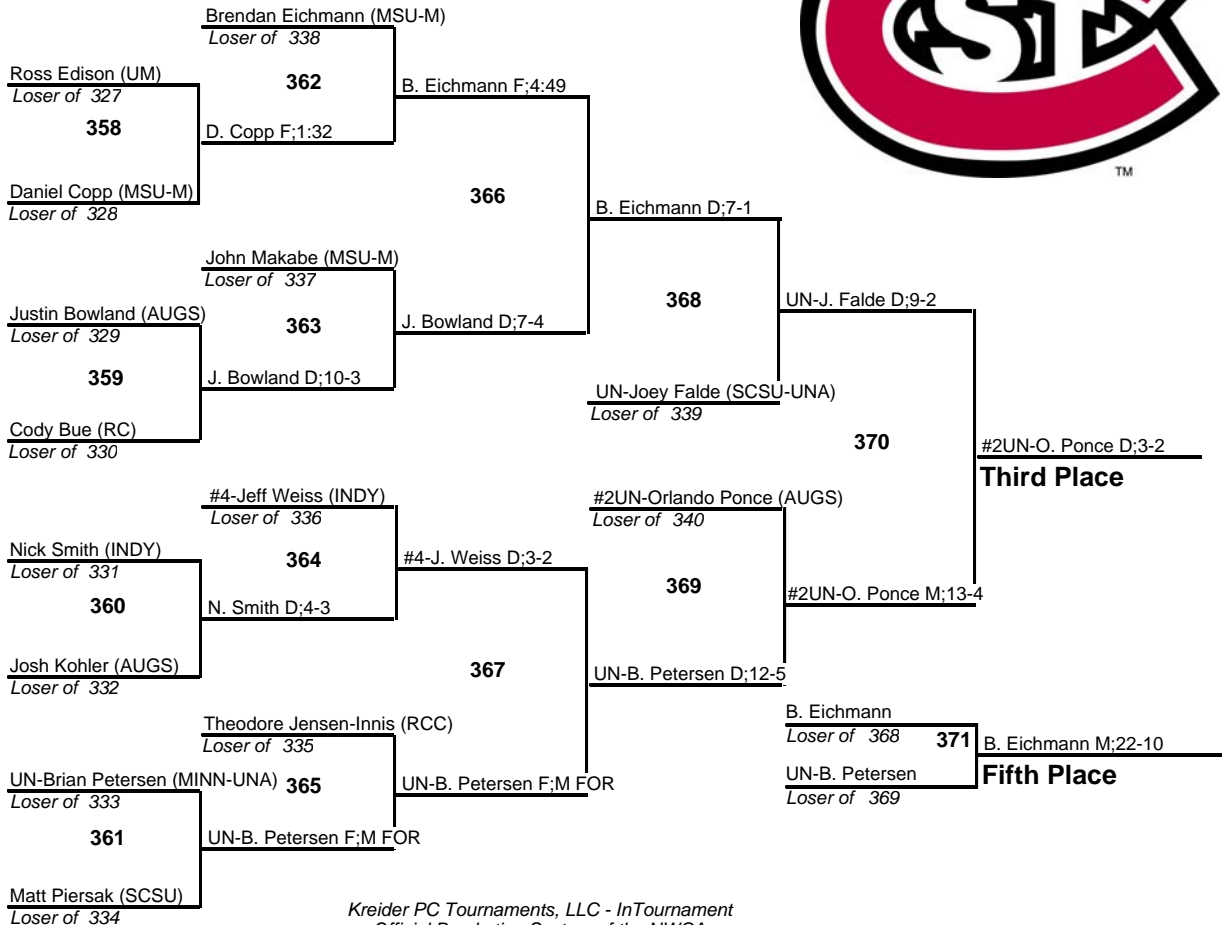 Brendan Eichmann (MSU-M)
Loser of 338
Ross Edison (UM)
Loser of 327
362
B. Eichmann F;4:49
358
D. Copp F;1:32
Daniel Copp (MSU-M)
Loser of 328
366
B. Eichmann D;7-1
John Makabe (MSU-M)
Loser of 337
Justin Bowland (AUGS)
Loser of 329
363
J. Bowland D;7-4
368
UN-J. Falde D;9-2
359
J. Bowland D;10-3
UN-Joey Falde (SCSU-UNA)
Loser of 339
Cody Bue (RC)
Loser of 330
370
#2UN-O. Ponce D;3-2
Third Place
#4-Jeff Weiss (INDY)
Loser of 336
#2UN-Orlando Ponce (AUGS)
Loser of 340
Nick Smith (INDY)
Loser of 331
364
#4-J. Weiss D;3-2
360
N. Smith D;4-3
369
#2UN-O. Ponce M;13-4
Josh Kohler (AUGS)
Loser of 332
367
UN-B. Petersen D;12-5
Theodore Jensen-Innis (RCC)
Loser of 335
B. Eichmann
Loser of 368
371
B. Eichmann M;22-10
Fifth Place
UN-B. Petersen
Loser of 369
UN-Brian Petersen (MINN-UNA)
Loser of 333
365
UN-B. Petersen F;M FOR
361
UN-B. Petersen F;M FOR
Matt Piersak (SCSU)
Loser of 334
Kreider PC Tournaments, LLC - InTournament
ST
TM